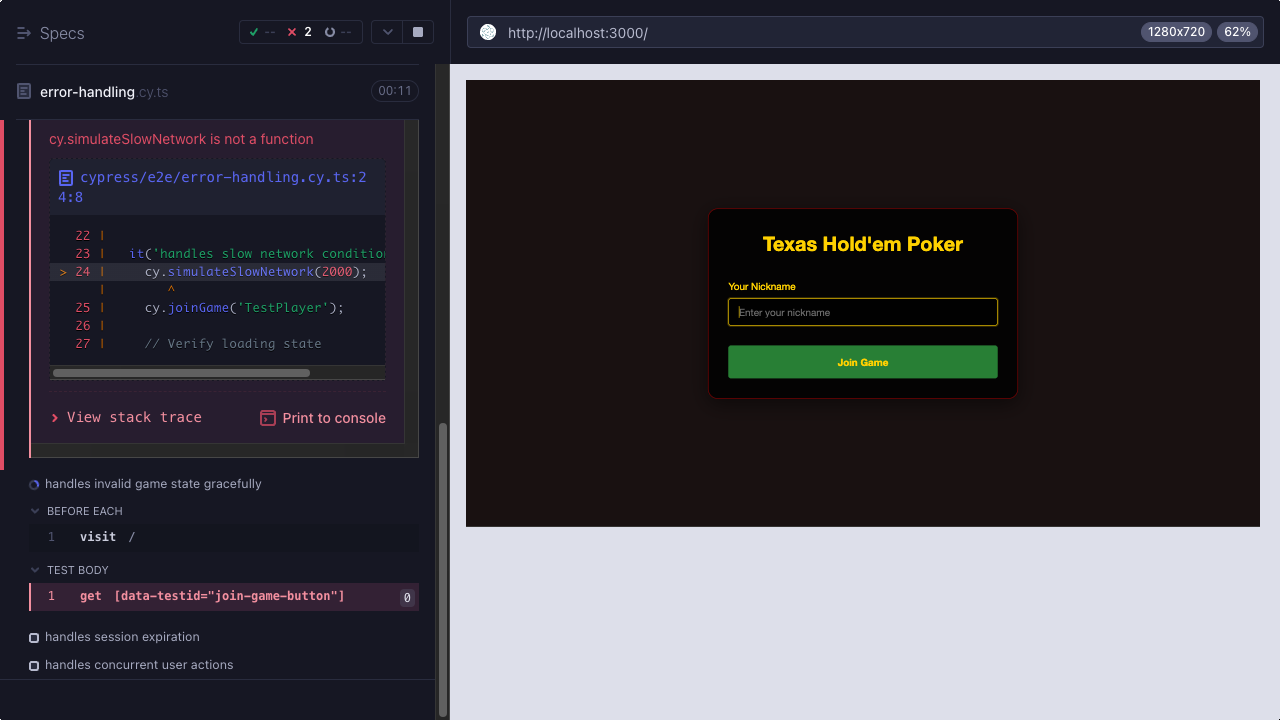 Specs
-- 2 --
http://localhost:3000/
1280x720 62%
error-handling.cy.ts 00:11
cy.simulateSlowNetwork is not a function
cypress/e2e/error-handling.cy.ts:2
4:8
22 |
23 | it('handles slow network condition
> 24 | cy.simulateSlowNetwork(2000);
| ^
25 | cy.joinGame('TestPlayer');
26 |
27 | // Verify loading state
View stack trace Print to console
handles invalid game state gracefully
BEFORE EACH
1 visit /
TEST BODY
1 get [data-testid="join-game-button"] 0
handles session expiration
handles concurrent user actions
Texas Hold'em Poker
Your Nickname
Enter your nickname
Join Game